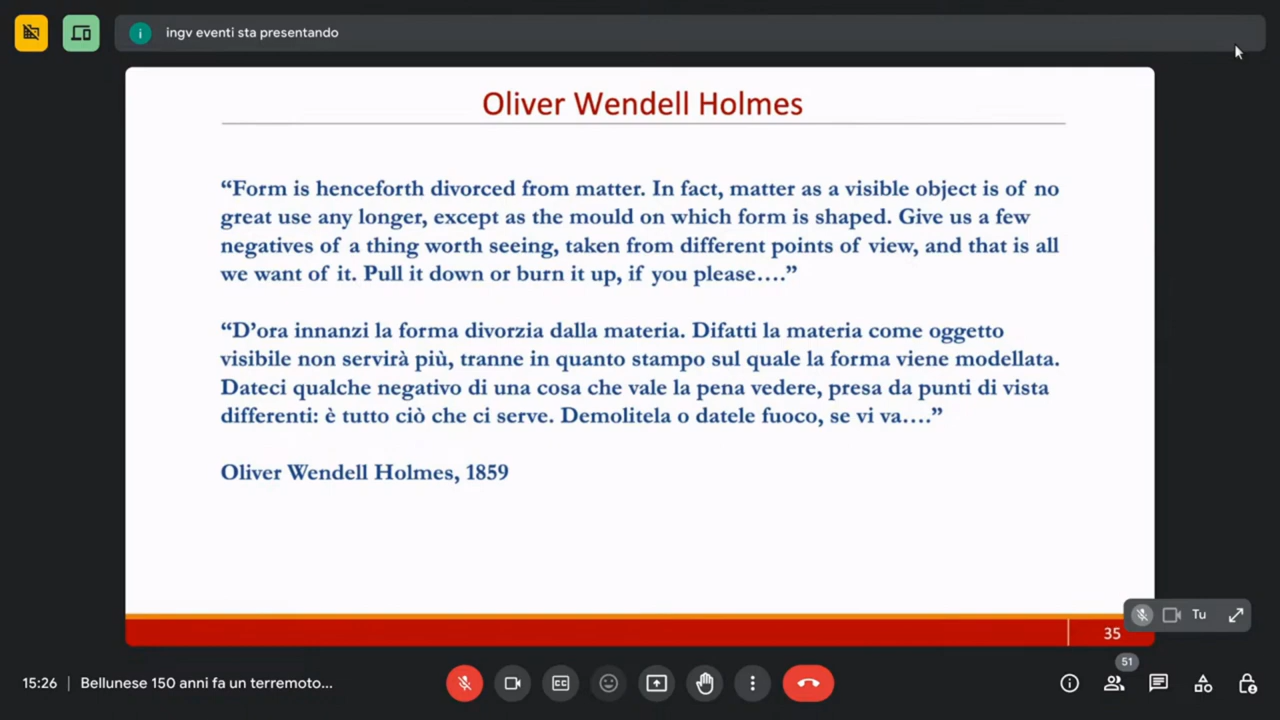 ingv eventi sta presentando
Oliver Wendell Holmes
“Form is henceforth divorced from matter. In fact, matter as a visible object is of no
great use any longer, except as the mould on which form is shaped. Give us a few
negatives of a thing worth seeing, taken from different points of view, and that is all
we want of it. Pull it down or burn it up, if you please….”
“D’ora innanzi la forma divorzia dalla materia. Difatti la materia come oggetto
visibile non servirà più, tranne in quanto stampo sul quale la forma viene modellata.
Dateci qualche negativo di una cosa che vale la pena vedere, presa da punti di vista
differenti: è tutto ciò che ci serve. Demolitela o datele fuoco, se vi va….”
Oliver Wendell Holmes, 1859
Tu
35
51
15:26 | Bellunese 150 anni fa un terremoto...
CC